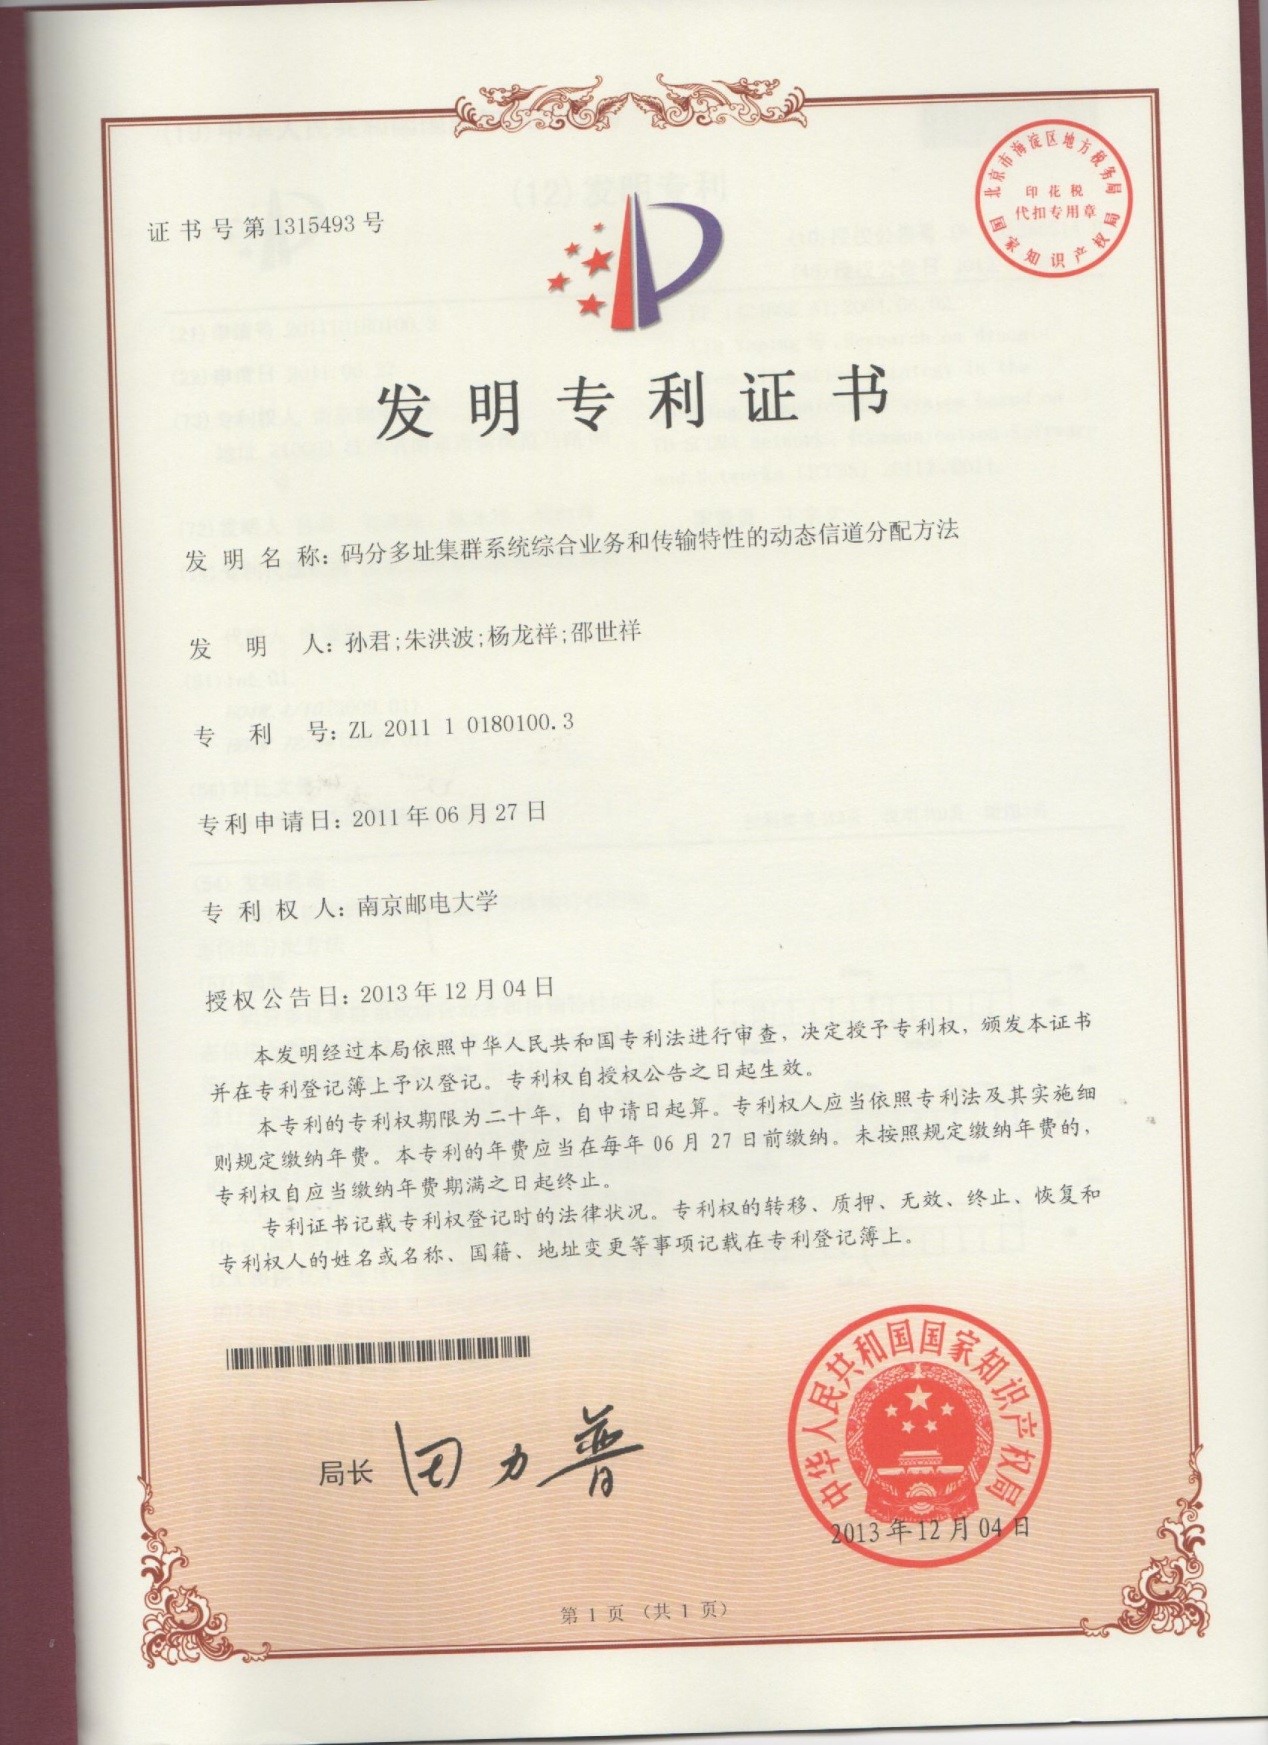 北京市海淀区地方税务局
印花税
代扣专用章
国家知识产权局
证书号第1315493号
发明专利证书
发明名称：码分多址集群系统综合业务和传输特性的动态信道分配方法
发明人：孙君;朱洪波;杨龙祥;邵世祥
专利号：ZL 2011 1 0180100.3
专利申请日：2011年06月27日
专利权人：南京邮电大学
授权公告日：2013年12月04日
本发明经过本局依照中华人民共和国专利法进行审查，决定授予专利权，颁发本证书
并在专利登记簿上予以登记。专利权自授权公告之日起生效。
本专利的专利权期限为二十年，自申请日起算。专利权人应当依照专利法及其实施细
则规定缴纳年费。本专利的年费应当在每年06月27日前缴纳。未按照规定缴纳年费的，
专利权自应当缴纳年费期满之日起终止。
专利证书记载专利权登记时的法律状况。专利权的转移、质押、无效、终止、恢复和
专利权人的姓名或名称、国籍、地址变更等事项记载在专利登记簿上。
局长 田力普
中华人民共和国国家知识产权局
2013年12月04日
第1页（共1页）